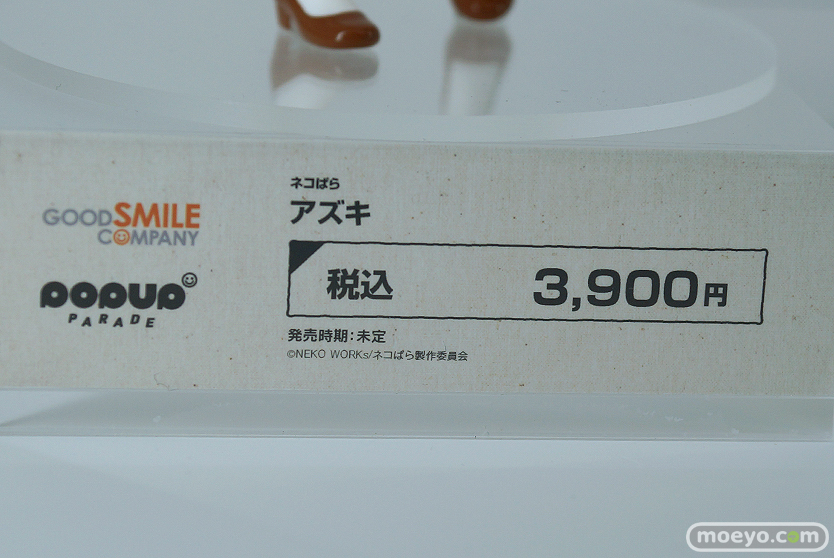 GOOD SMILE
COMPANY
POPUP
PARADE
ネコぱら
アズキ
税込 3,900円
発売時期：未定
©NEKO WORKs/ネコぱら製作委員会
moeyo.com